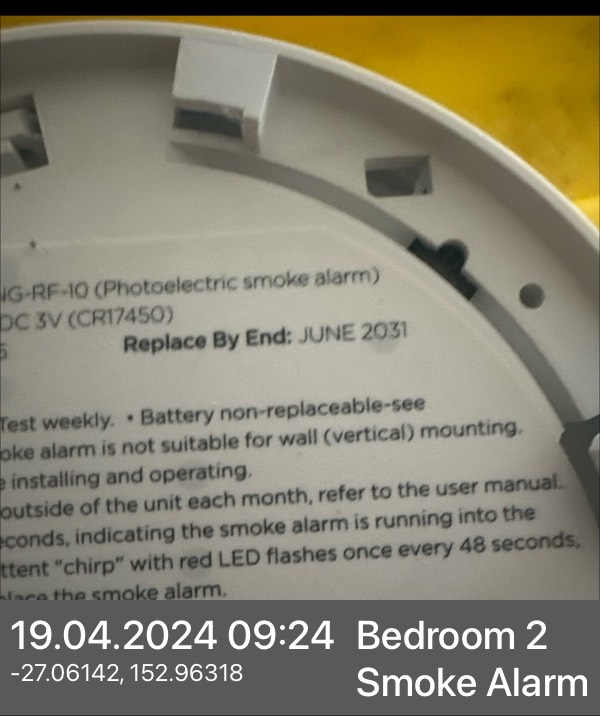 NG-RF-10 (Photoelectric smoke alarm)
DC 3V (CR17450)
Replace By End: JUNE 2031
Test weekly. • Battery non-replaceable-see
oke alarm is not suitable for wall (vertical) mounting.
e installing and operating.
outside of the unit each month, refer to the user manual.
econds, indicating the smoke alarm is running into the
ttent "chirp" with red LED flashes once every 48 seconds,
place the smoke alarm.
19.04.2024 09:24
-27.06142, 152.96318
Bedroom 2
Smoke Alarm